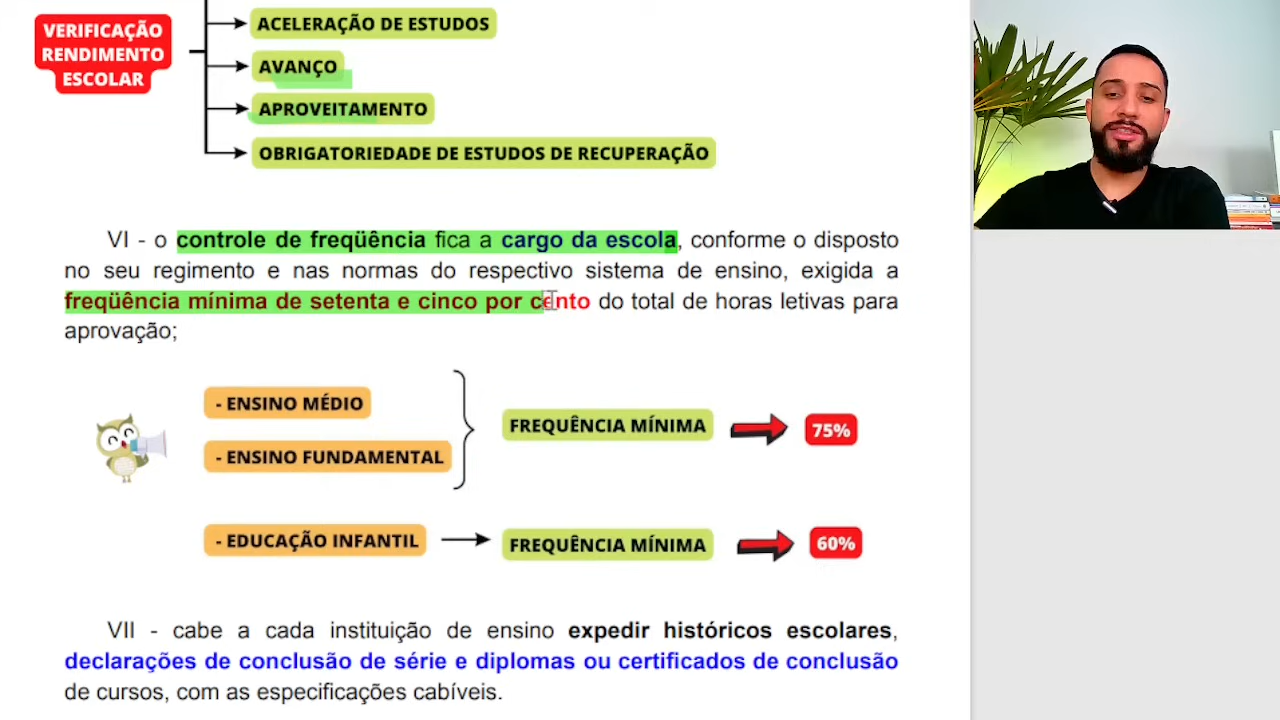 VERIFICAÇÃO
RENDIMENTO
ESCOLAR
ACELERAÇÃO DE ESTUDOS
AVANÇO
APROVEITAMENTO
OBRIGATORIEDADE DE ESTUDOS DE RECUPERAÇÃO
VI - o controle de freqüência fica a cargo da escola, conforme o disposto
no seu regimento e nas normas do respectivo sistema de ensino, exigida a
freqüência mínima de setenta e cinco por cento do total de horas letivas para
aprovação;
- ENSINO MÉDIO
- ENSINO FUNDAMENTAL
FREQUÊNCIA MÍNIMA
75%
- EDUCAÇÃO INFANTIL
FREQUÊNCIA MÍNIMA
60%
VII - cabe a cada instituição de ensino expedir históricos escolares,
declarações de conclusão de série e diplomas ou certificados de conclusão
de cursos, com as especificações cabíveis.